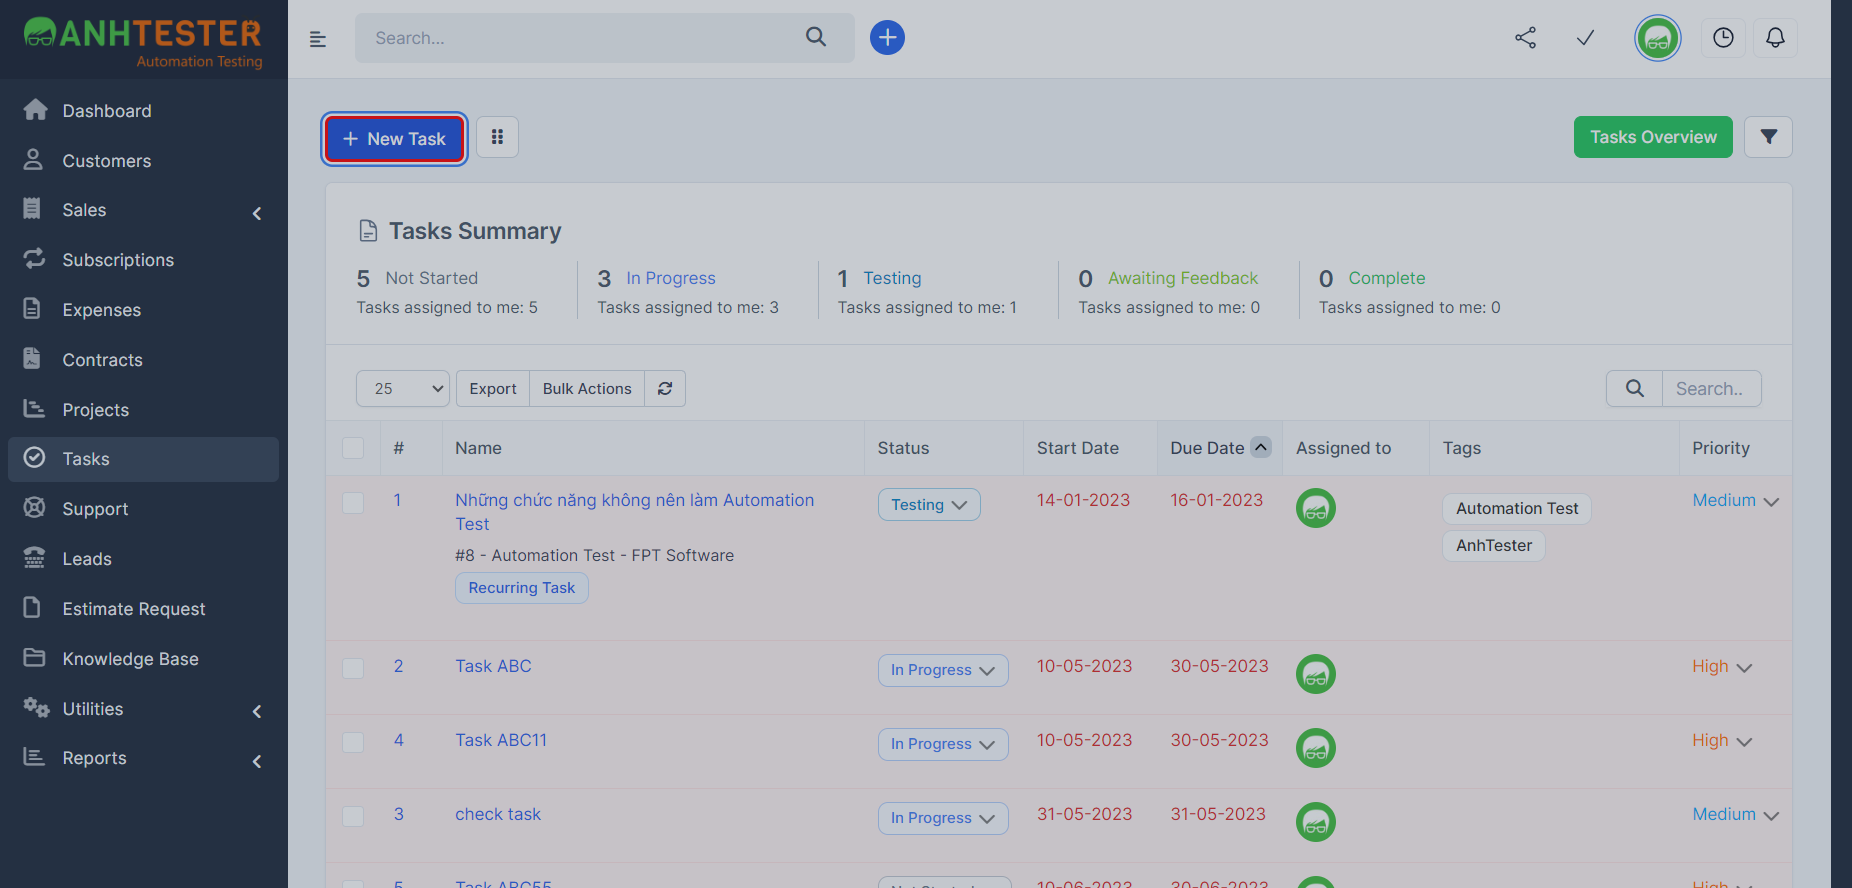 ANHTESTER
Automation Testing
Search...
Dashboard
Customers
Sales
Subscriptions
Expenses
Contracts
Projects
Tasks
Support
Leads
Estimate Request
Knowledge Base
Utilities
Reports
+ New Task
Tasks Overview
Tasks Summary
5 Not Started
Tasks assigned to me: 5
3 In Progress
Tasks assigned to me: 3
1 Testing
Tasks assigned to me: 1
0 Awaiting Feedback
Tasks assigned to me: 0
0 Complete
Tasks assigned to me: 0
25 Export Bulk Actions Search..
# Name Status Start Date Due Date Assigned to Tags Priority
1 Những chức năng không nên làm Automation Testing 14-01-2023 16-01-2023 Automation Test Medium
Test AnhTester
#8 - Automation Test - FPT Software
Recurring Task
2 Task ABC In Progress 10-05-2023 30-05-2023 High
4 Task ABC11 In Progress 10-05-2023 30-05-2023 High
3 check task In Progress 31-05-2023 31-05-2023 Medium
5 Task ABC55 Not Started 10-06-2023 30-06-2023 High